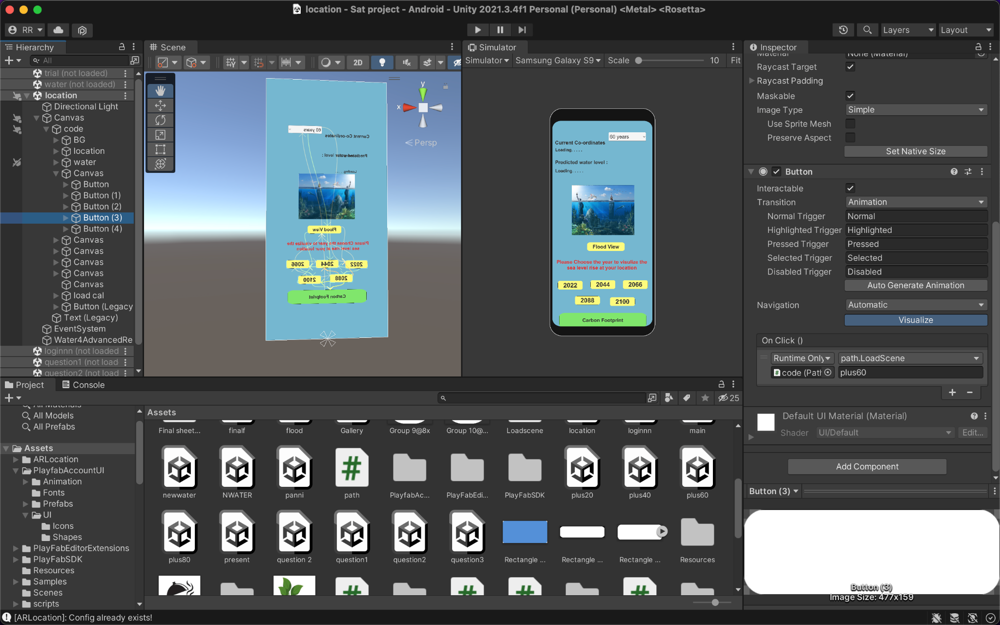 location - Sat project - Android - Unity 2021.3.4f1 Personal (Personal) <Metal> <Rosetta>
RR
Layers
Layout
Hierarchy
All
trial (not loaded)
water (not loaded)
location
Directional Light
Canvas
code
BG
location
water
Canvas
Button
Button (1)
Button (2)
Button (3)
Button (4)
Canvas
Canvas
Canvas
Canvas
Canvas
load cal
Button (Legacy
Text (Legacy)
EventSystem
Water4AdvancedRe
loginnn (not loaded
question1 (not load
question2 (not load
Scene
2D
y
x
Persp
60 years
Current Co-ordinates
Predicted water level :
Loading. . . . .
Flood View
Please Choose the year to visulize the
sea level rise at your location
2066
2044
2022
2100
2088
Carbon Footprint
Simulator
Simulator
Samsung Galaxy S9
Scale
10
Fit
60 years
Current Co-ordinates
Loading. . . . .
Predicted water level :
Loading. . . . .
Flood View
Please Choose the year to visulize the
sea level rise at your location
2022
2044
2066
2088
2100
Carbon Footprint
Inspector
Material
None (Material)
Raycast Target
Raycast Padding
Maskable
Image Type
Simple
Use Sprite Mesh
Preserve Aspect
Set Native Size
Button
Interactable
Transition
Animation
Normal Trigger
Normal
Highlighted Trigger
Highlighted
Pressed Trigger
Pressed
Selected Trigger
Selected
Disabled Trigger
Disabled
Auto Generate Animation
Navigation
Automatic
Visualize
On Click ()
Runtime Only
path.LoadScene
code (Path
plus60
Default UI Material (Material)
Shader
UI/Default
Edit...
Add Component
Button (3)
Button (3)
Image Size: 477x159
Project
Console
25
All Materials
All Models
All Prefabs
Assets
ARLocation
PlayfabAccountUI
Animation
Fonts
Prefabs
UI
Icons
Shapes
PlayFabEditorExtensions
PlayFabSDK
Resources
Samples
Scenes
scripts
Assets
Final sheet...
finalf
flood
Gallery
Group 9@8x
Group 10@...
Loadscene
location
loginnn
main
newwater
NWATER
panni
path
PlayfabAc...
PlayFabEdi...
PlayFabSDK
plus20
plus40
plus60
plus80
present
question 2
question1
question2
question3
Rectangle ...
Rectangle ...
Rectangle ...
Resources
[ARLocation]: Config already exists!